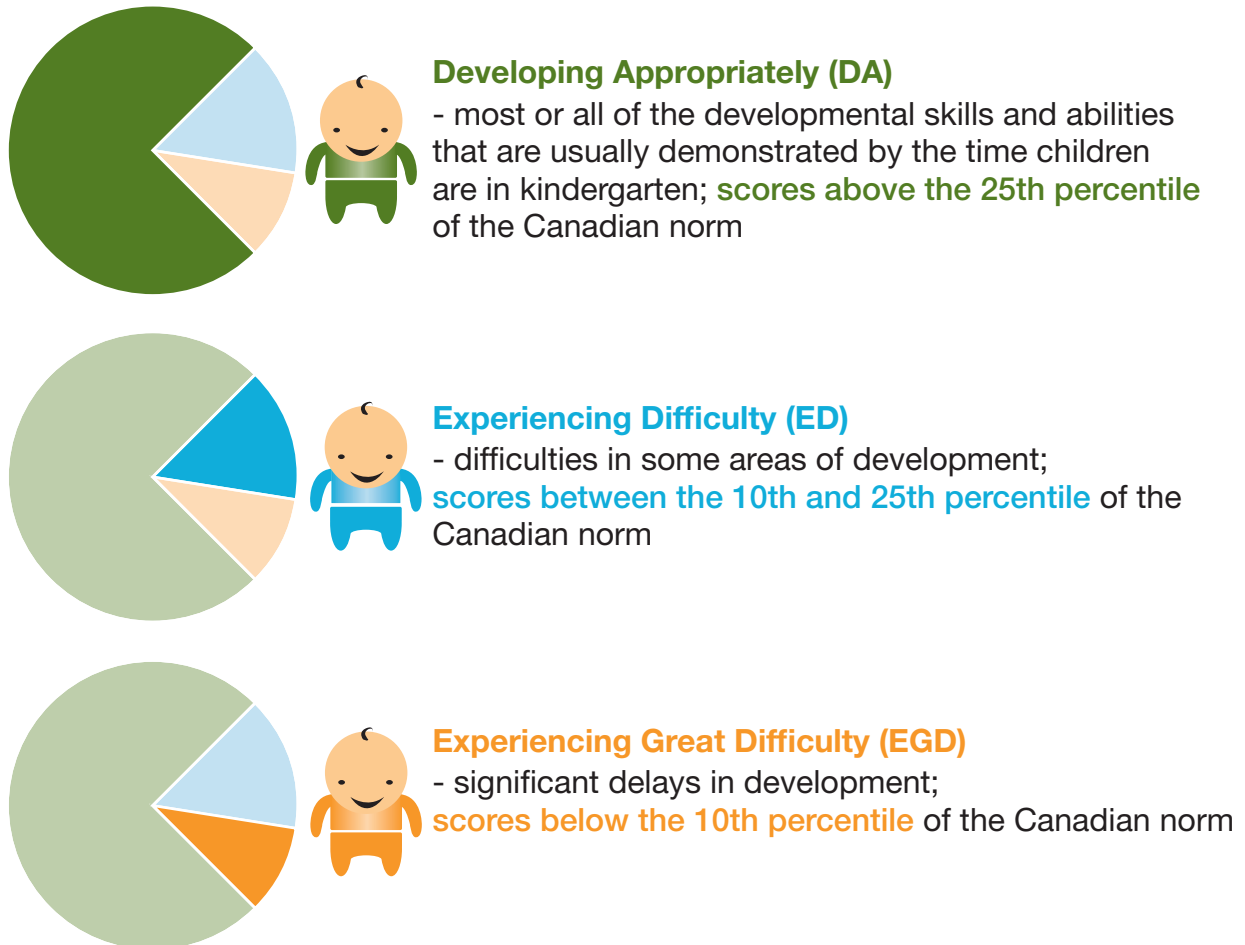 Developing Appropriately (DA)
- most or all of the developmental skills and abilities
that are usually demonstrated by the time children
are in kindergarten; scores above the 25th percentile
of the Canadian norm
Experiencing Difficulty (ED)
- difficulties in some areas of development;
scores between the 10th and 25th percentile of the
Canadian norm
Experiencing Great Difficulty (EGD)
- significant delays in development;
scores below the 10th percentile of the Canadian norm